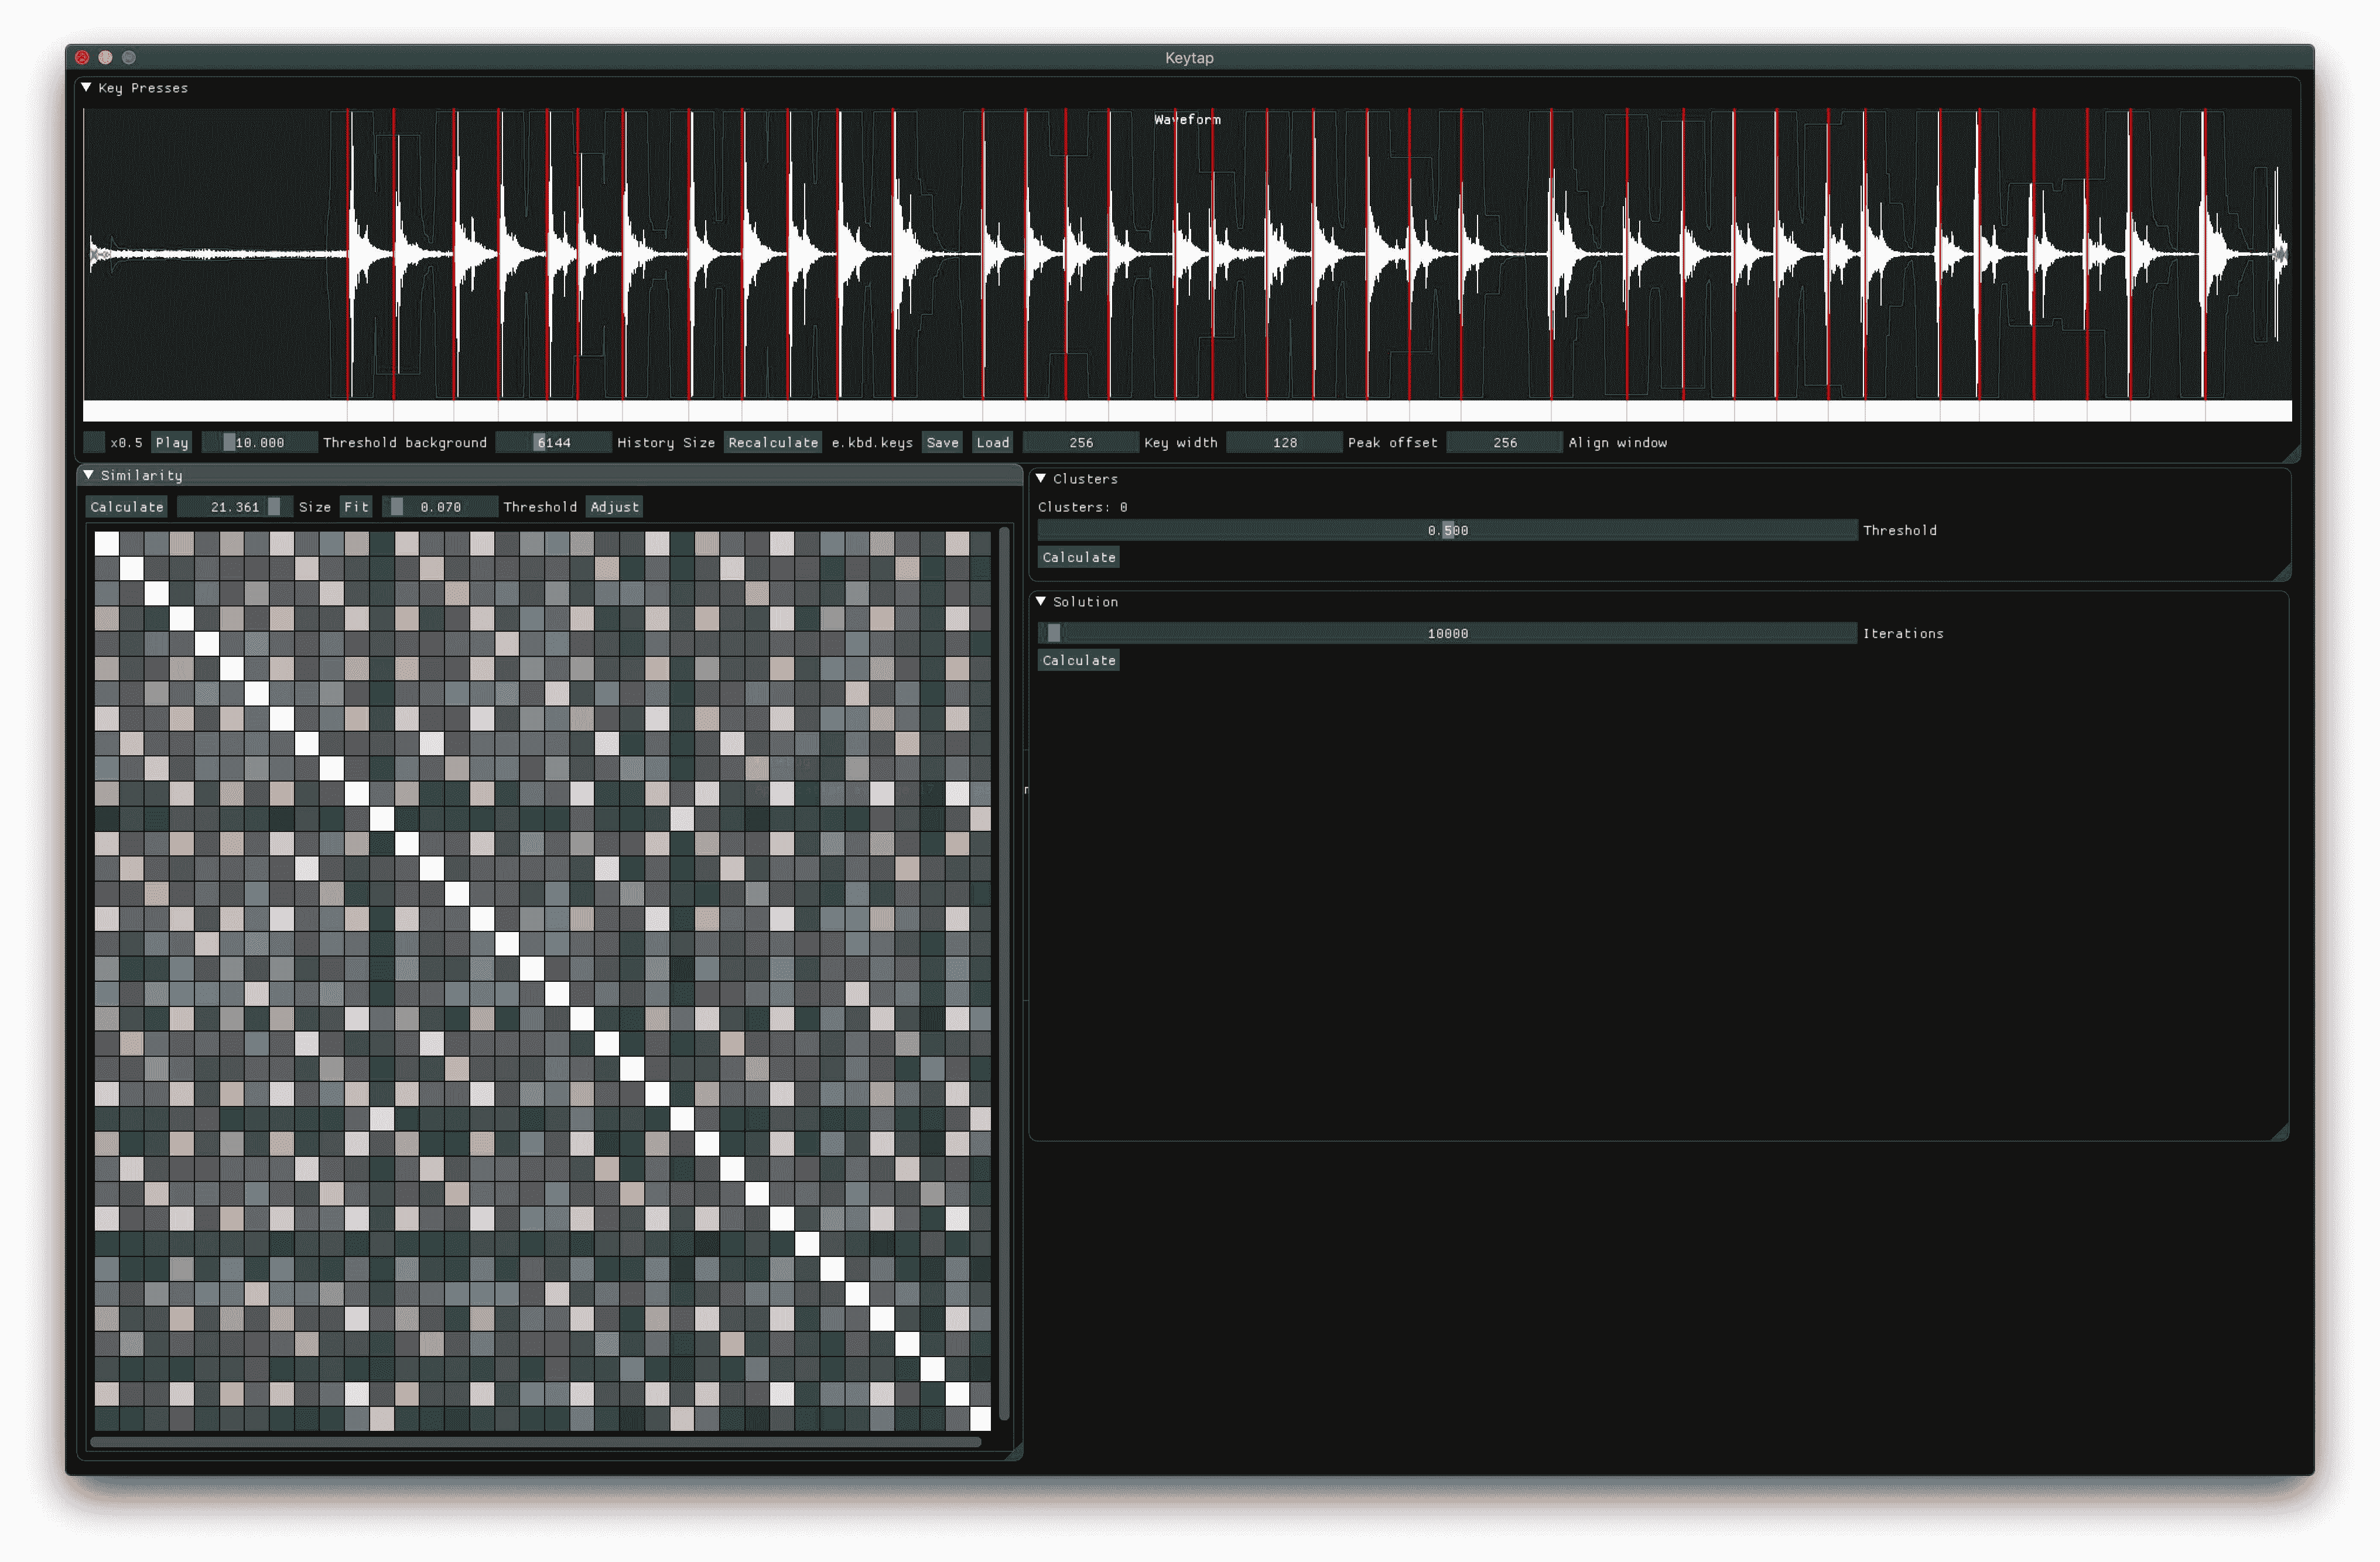 Keytap
Key Presses
Waveform
x0.5 Play 10.000 Threshold background 6144 History Size Recalculate e.kbd.keys Save Load 256 Key width 128 Peak offset 256 Align window
Similarity
Calculate 21.361 Size Fit 0.070 Threshold Adjust
Clusters
Clusters: 0
0.500 Threshold
Calculate
Solution
10000 Iterations
Calculate